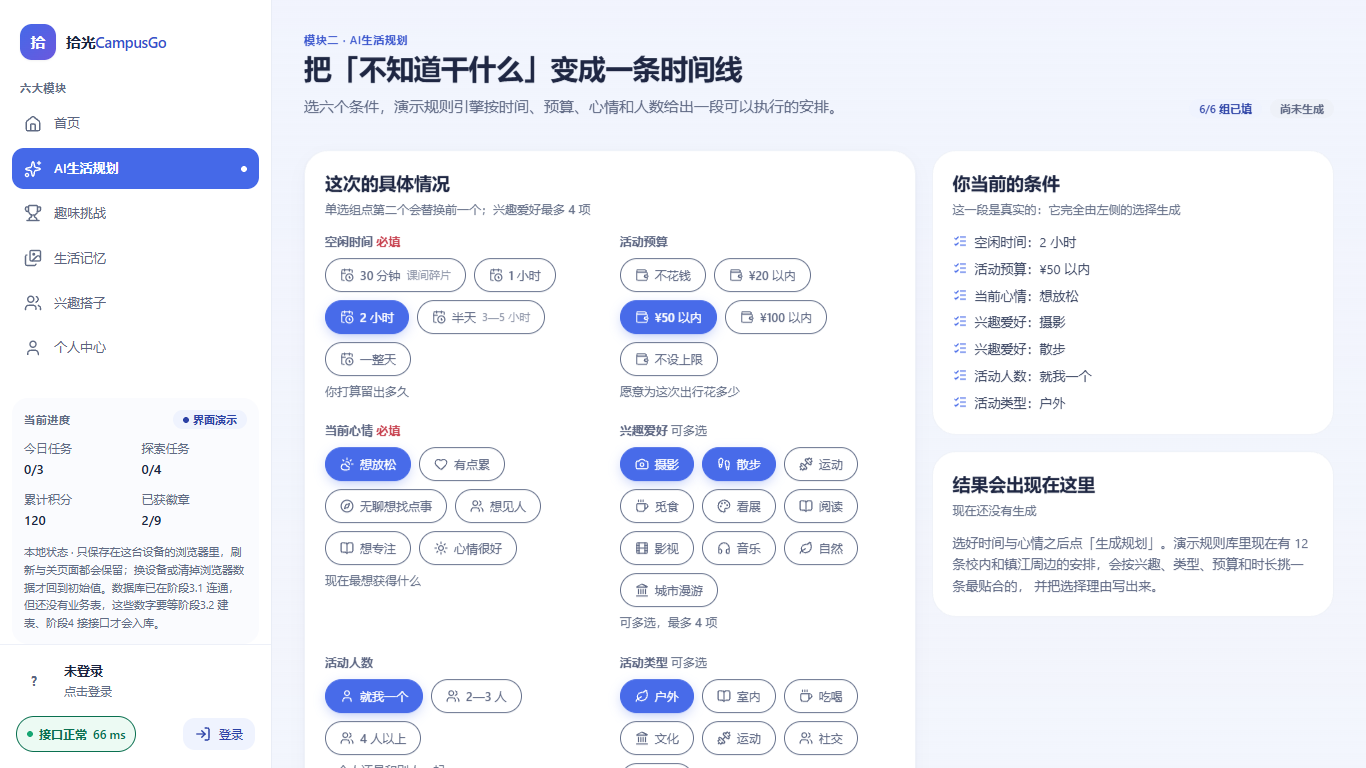 拾 拾光CampusGo
六大模块
首页
AI生活规划
趣味挑战
生活记忆
兴趣搭子
个人中心
当前进度 界面演示
今日任务 探索任务
0/3 0/4
累计积分 已获徽章
120 2/9
本地状态 · 只保存在这台设备的浏览器里，刷
新与关页面都会保留；换设备或清掉浏览器数
据才回到初始值。数据库已在阶段3.1 连通，
但还没有业务表，这些数字要等阶段3.2 建
表、阶段4 接接口才会入库。
? 未登录
点击登录
接口正常 66 ms 登录
模块二 · AI生活规划
把「不知道干什么」变成一条时间线
选六个条件，演示规则引擎按时间、预算、心情和人数给出一段可以执行的安排。
6/6 组已填 尚未生成
这次的具体情况
单选组点第二个会替换前一个；兴趣爱好最多 4 项
空闲时间 必填
30 分钟 课间碎片 1 小时
2 小时 半天 3—5 小时
一整天
你打算留出多久
活动预算
不花钱 ¥20 以内
¥50 以内 ¥100 以内
不设上限
愿意为这次出行花多少
当前心情 必填
想放松 有点累
无聊想找点事 想见人
想专注 心情很好
现在最想获得什么
兴趣爱好 可多选
摄影 散步 运动
觅食 看展 阅读
影视 音乐 自然
城市漫游
可多选，最多 4 项
活动人数
就我一个 2—3 人
4 人以上
活动类型 可多选
户外 室内 吃喝
文化 运动 社交
你当前的条件
这一段是真实的：它完全由左侧的选择生成
空闲时间：2 小时
活动预算：¥50 以内
当前心情：想放松
兴趣爱好：摄影
兴趣爱好：散步
活动人数：就我一个
活动类型：户外
结果会出现在这里
现在还没有生成
选好时间与心情之后点「生成规划」。演示规则库里现在有 12
条校内和镇江周边的安排，会按兴趣、类型、预算和时长挑一
条最贴合的， 并把选择理由写出来。